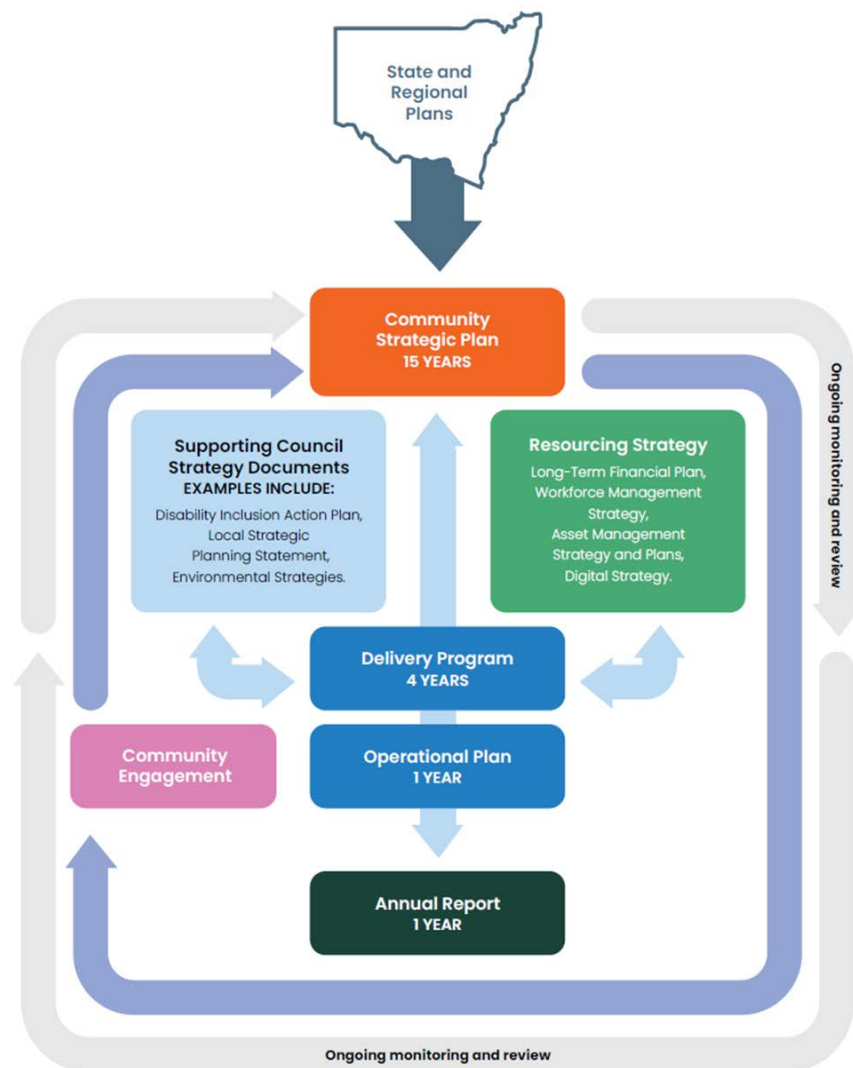 State and
Regional
Plans
Community
Strategic Plan
15 YEARS
Ongoing monitoring and review
Supporting Council
Strategy Documents
EXAMPLES INCLUDE:
Disability Inclusion Action Plan,
Local Strategic
Planning Statement,
Environmental Strategies.
Resourcing Strategy
Long-Term Financial Plan,
Workforce Management
Strategy,
Asset Management
Strategy and Plans,
Digital Strategy.
Delivery Program
4 YEARS
Community
Engagement
Operational Plan
1 YEAR
Annual Report
1 YEAR
Ongoing monitoring and review